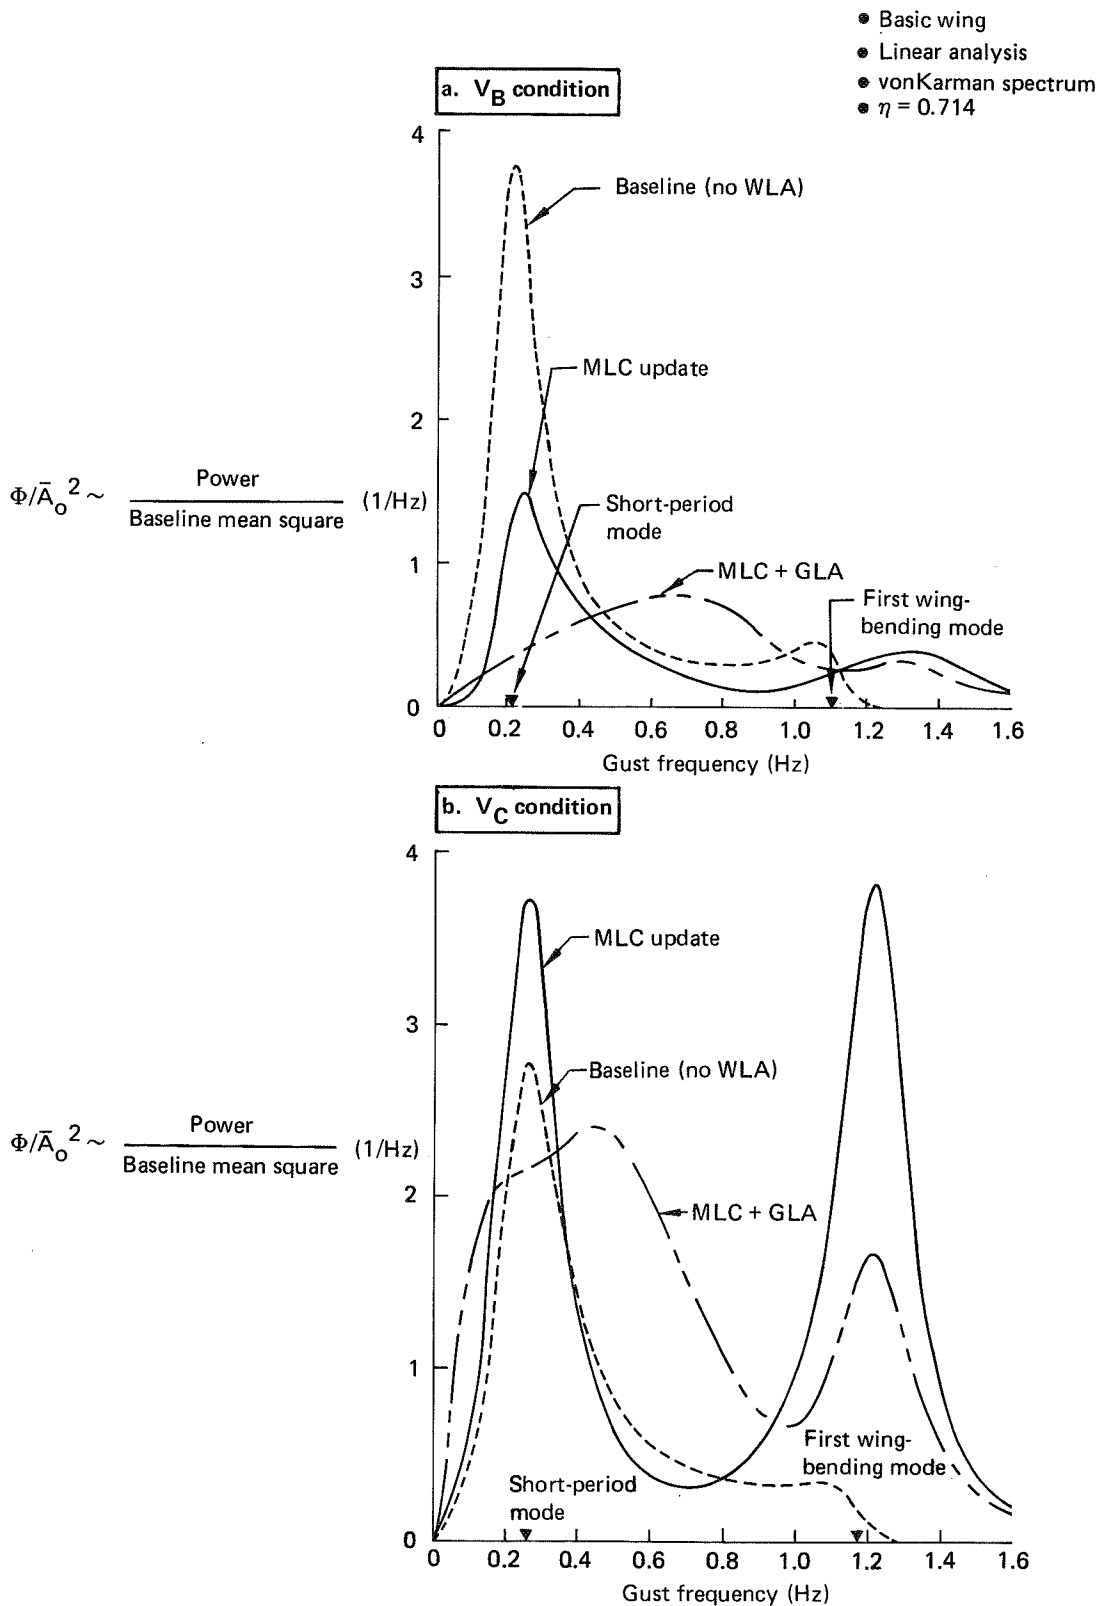 • Basic wing
• Linear analysis
• vonKarman spectrum
• η = 0.714
a. V_B condition
4
3
2
1
0
Baseline (no WLA)
MLC update
Short-period
mode
MLC + GLA
First wing-
bending mode
Φ/Ā_o² ~ Power / Baseline mean square (1/Hz)
0 0.2 0.4 0.6 0.8 1.0 1.2 1.4 1.6
Gust frequency (Hz)
b. V_C condition
4
3
2
1
0
MLC update
Baseline (no WLA)
MLC + GLA
First wing-
bending mode
Short-period
mode
Φ/Ā_o² ~ Power / Baseline mean square (1/Hz)
0 0.2 0.4 0.6 0.8 1.0 1.2 1.4 1.6
Gust frequency (Hz)